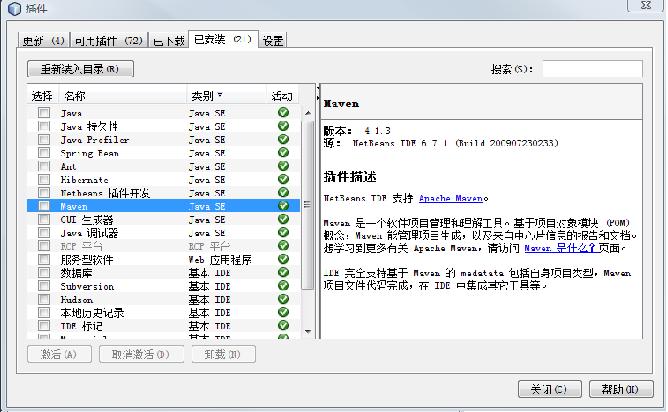 插件
更新 (4) 可用插件 (72) 已下载 已安装 设置
重新装入目录(R) 搜索(S):
选择 名称 类别 活动
Java Java SE
Java 持久性 Java SE
Java Profiler Java SE
Spring Bean Java SE
Ant Java SE
Hibernate Java SE
Netbeans 插件开发 Java SE
Maven Java SE
GUI 生成器 Java SE
Java 调试器 Java SE
RCP 平台 RCP 平台
服务型软件 Web 应用程序
数据库 基本 IDE
Subversion 基本 IDE
Hudson 基本 IDE
本地历史记录 基本 IDE
IDE 标记 基本 IDE
基本 IDE
激活(A) 取消激活(D) 卸载(N)
Maven
版本: 4.1.3
源: NetBeans IDE 6.7.1 (Build 200907230233)
插件描述
NetBeans IDE 支持 Apache Maven。
Maven 是一个软件项目管理和理解工具。基于项目对象模块 (POM)
概念,Maven 能管理项目生成,以及来自中心片信息的报告和文档。
想学习到更多有关 Apache Maven,请访问 Maven 是什么个页面。
IDE 完全支持基于 Maven 的 madatata 包括自身项目类型,Maven
项目文件代码完成,在 IDE 中集成其它工具等。
关闭(C) 帮助(H)